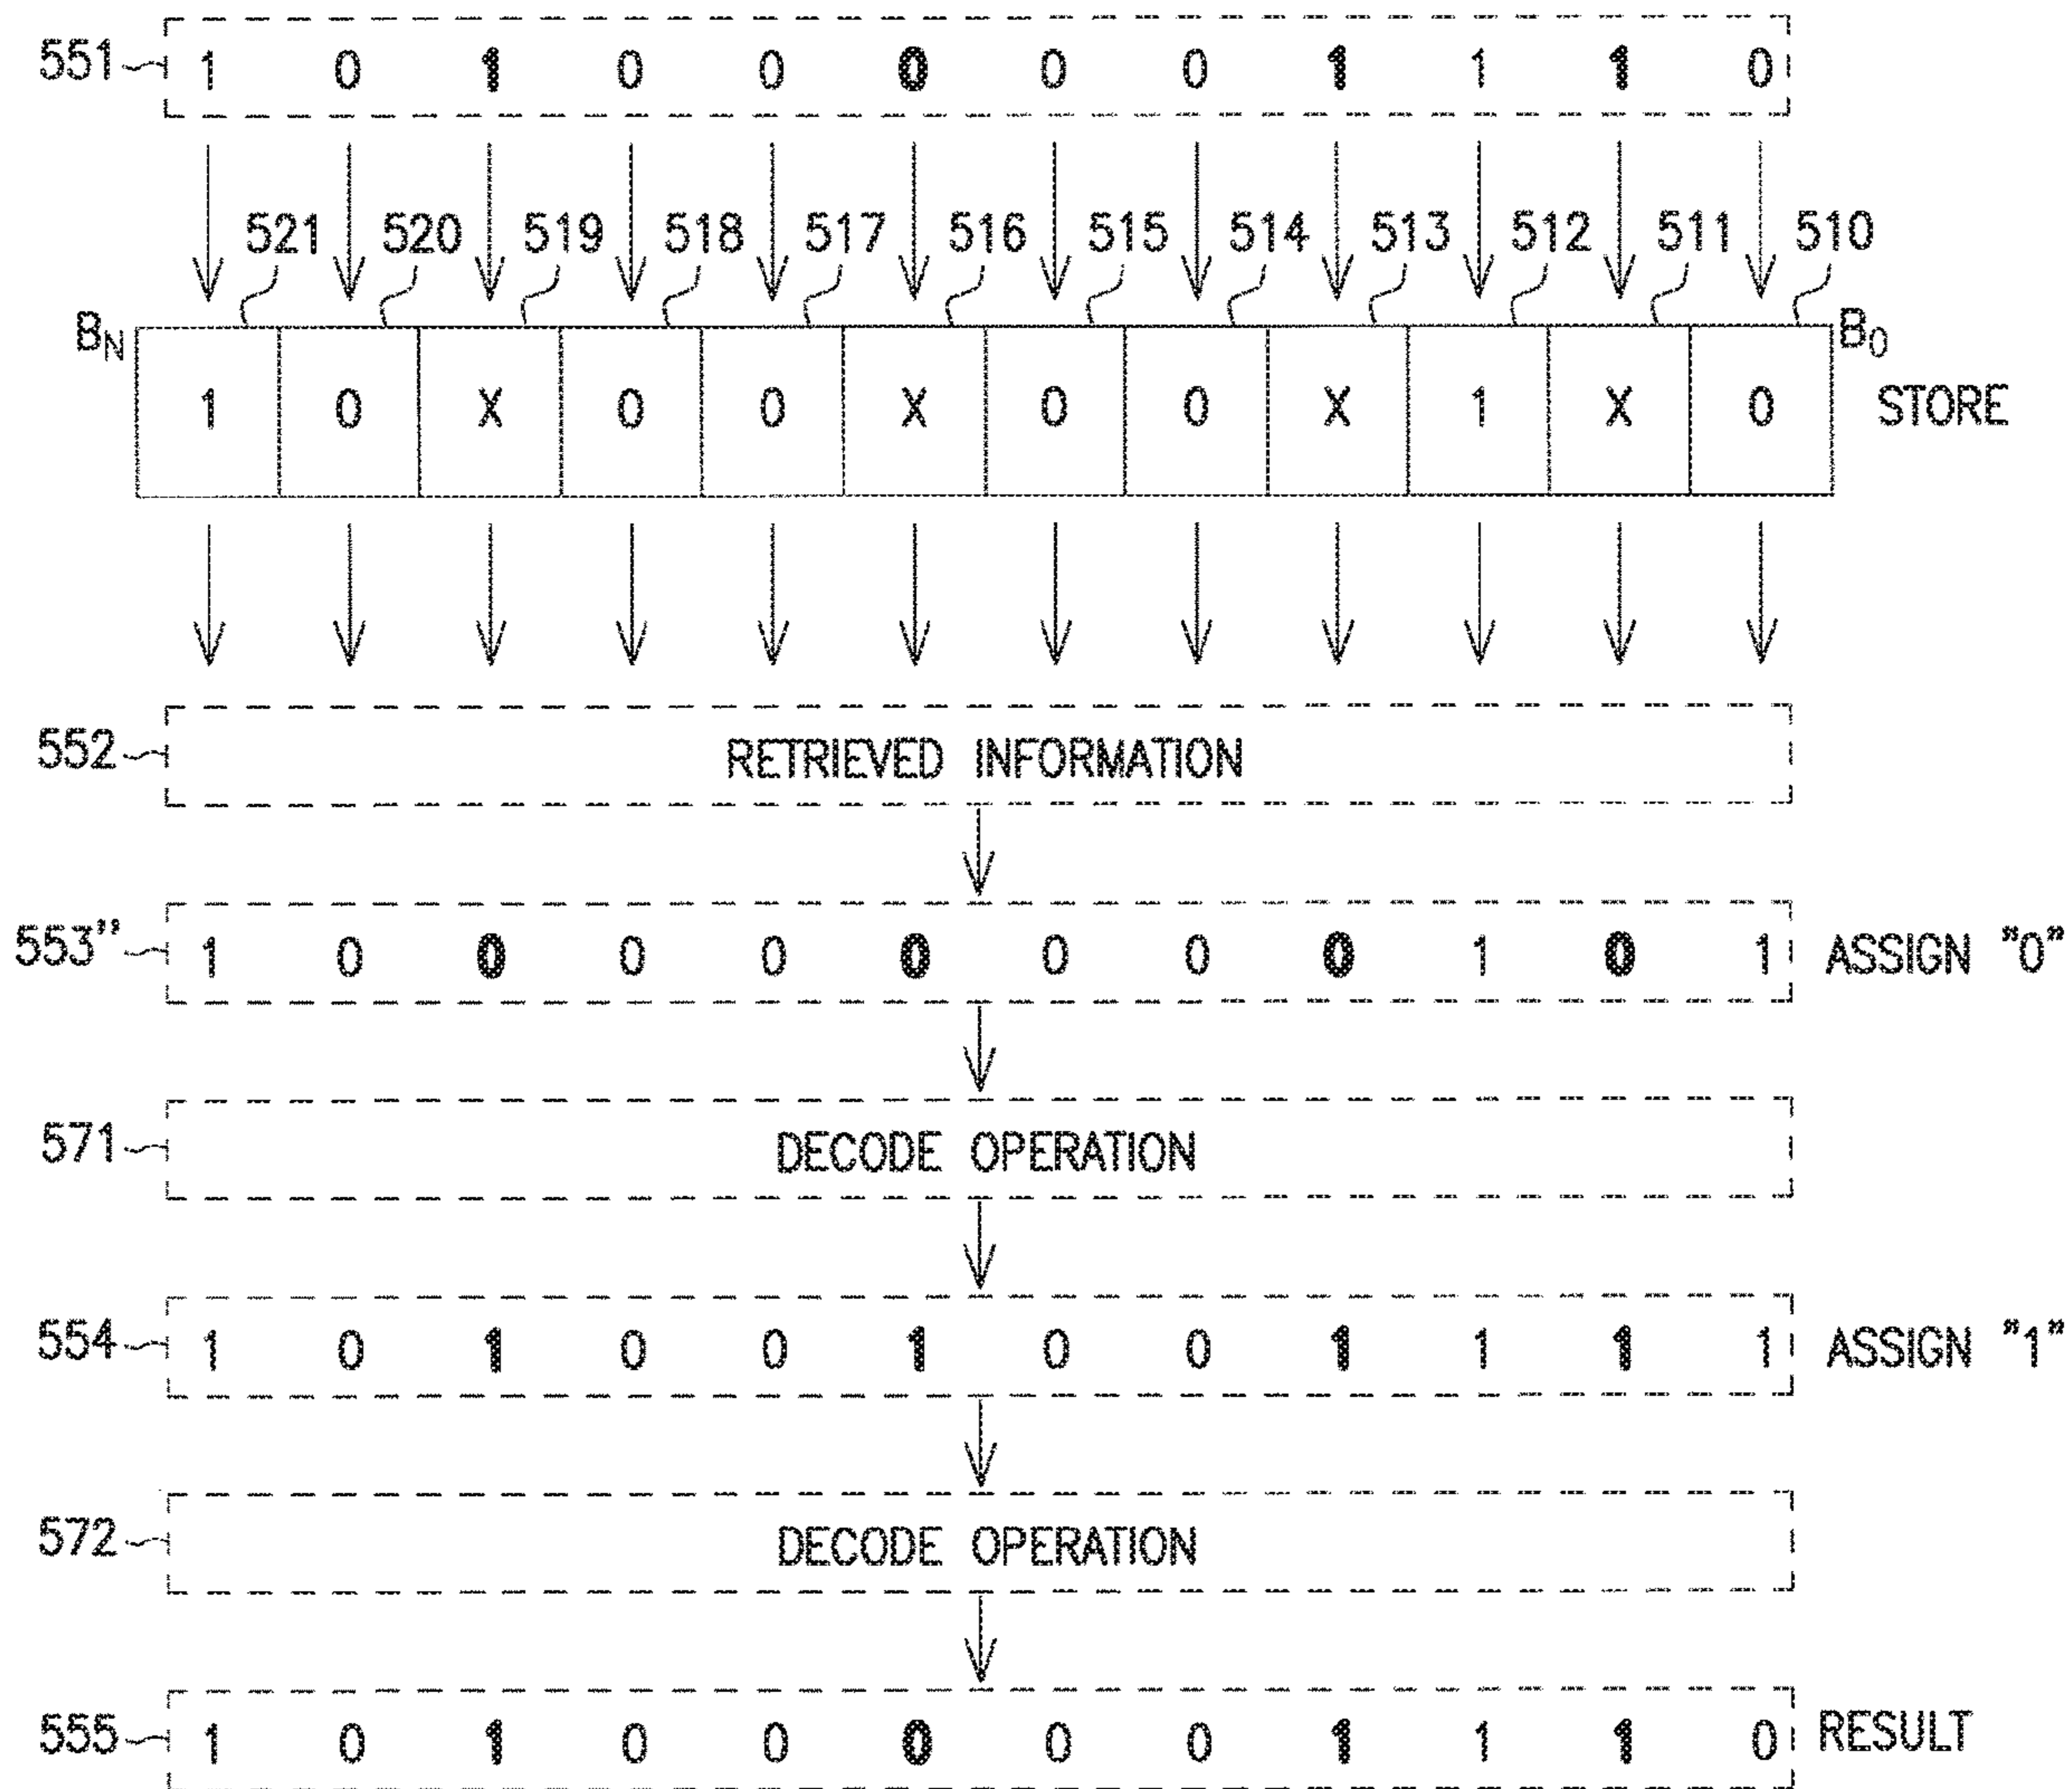 551 1 0 1 0 0 0 0 0 1 1 1 0
521 520 519 518 517 516 515 514 513 512 511 510
BN B0
1 0 X 0 0 X 0 0 X 1 X 0 STORE
552 RETRIEVED INFORMATION
553" 1 0 0 0 0 0 0 0 0 1 0 1 ASSIGN "0"
571 DECODE OPERATION
554 1 0 1 0 0 1 0 0 1 1 1 1 ASSIGN "1"
572 DECODE OPERATION
555 1 0 1 0 0 0 0 0 1 1 1 0 RESULT